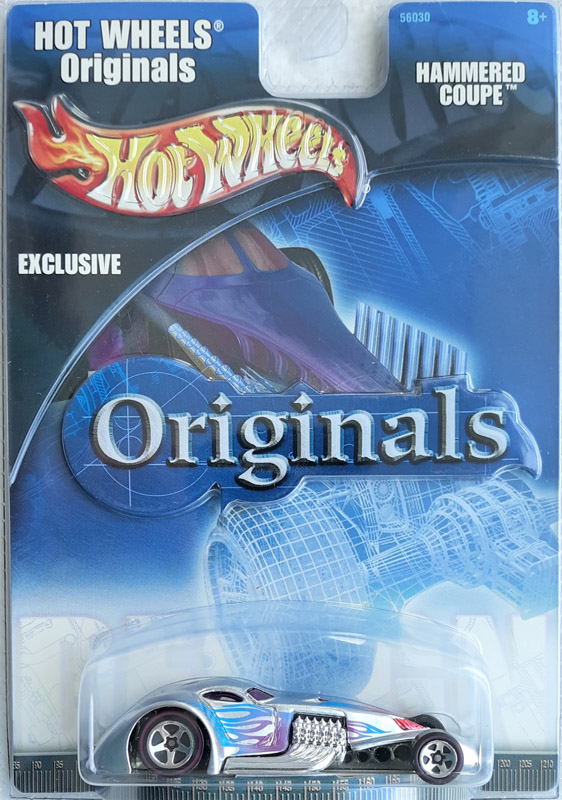 HOT WHEELS®
Originals
56030
8+
HAMMERED
COUPE™
Hot Wheels
EXCLUSIVE
Originals